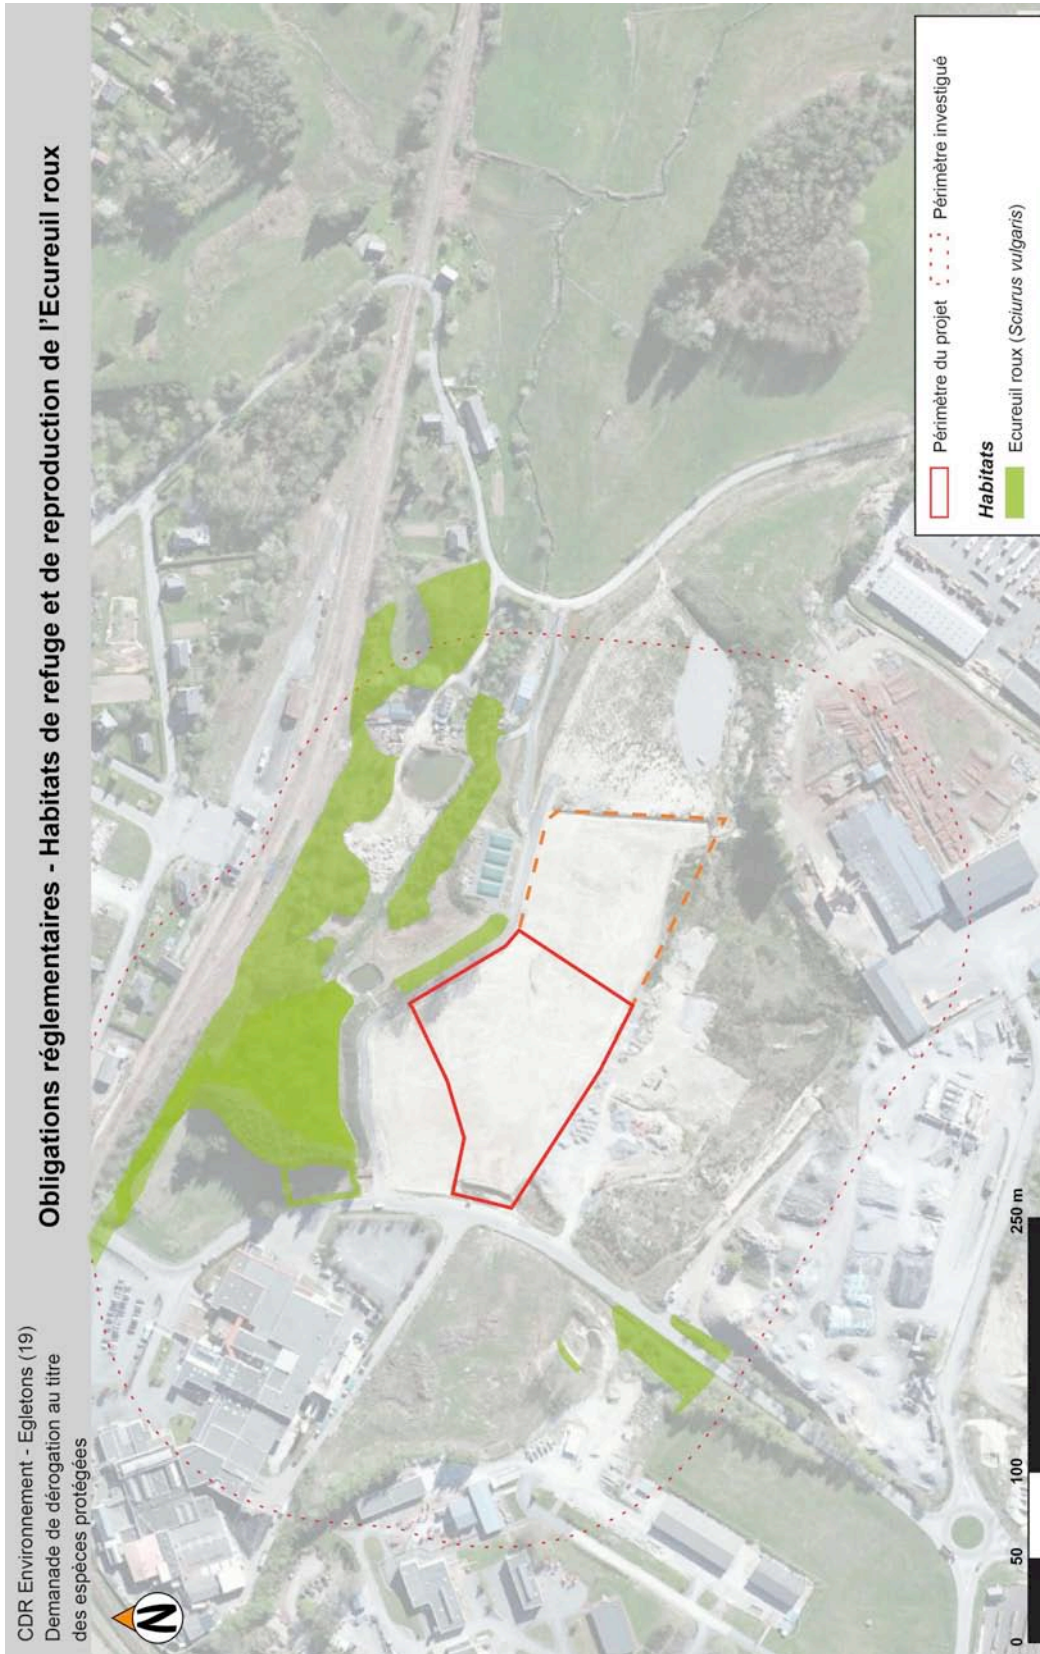 CDR Environnement - Egletons (19)
Demanade de dérogation au titre
des espèces protégées
Obligations réglementaires - Habitats de refuge et de reproduction de l'Ecureuil roux
N
Périmètre du projet
Périmètre investigué
Habitats
Ecureuil roux (Sciurus vulgaris)
0
50
100
250 m